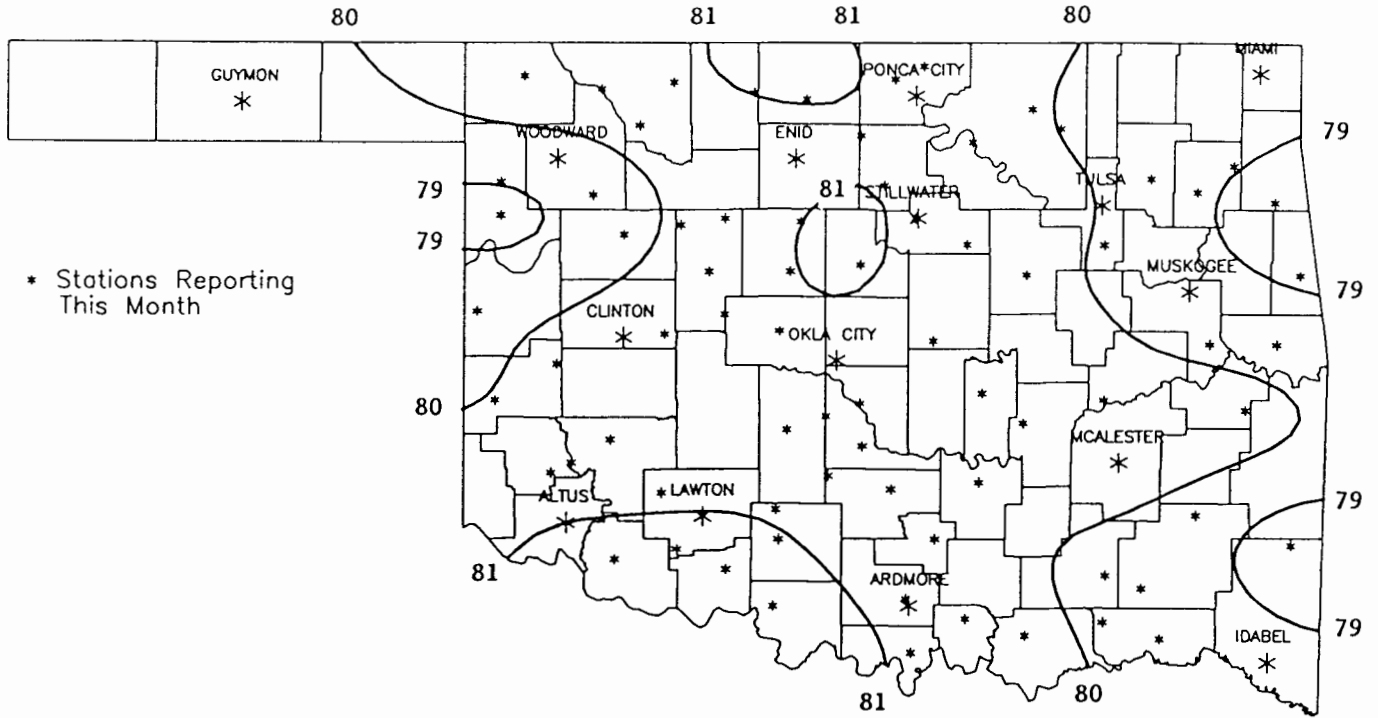 80 81 81 80
MIAMI
GUYMON
PONCA CITY
WOODWARD ENID
79
79
81
TULSA
STILLWATER
79
* Stations Reporting
This Month
MUSKOGEE
79
CLINTON
OKLA CITY
80
MCALESTER
ALTUS LAWTON
79
81
ARDMORE
79
IDABEL
81 80